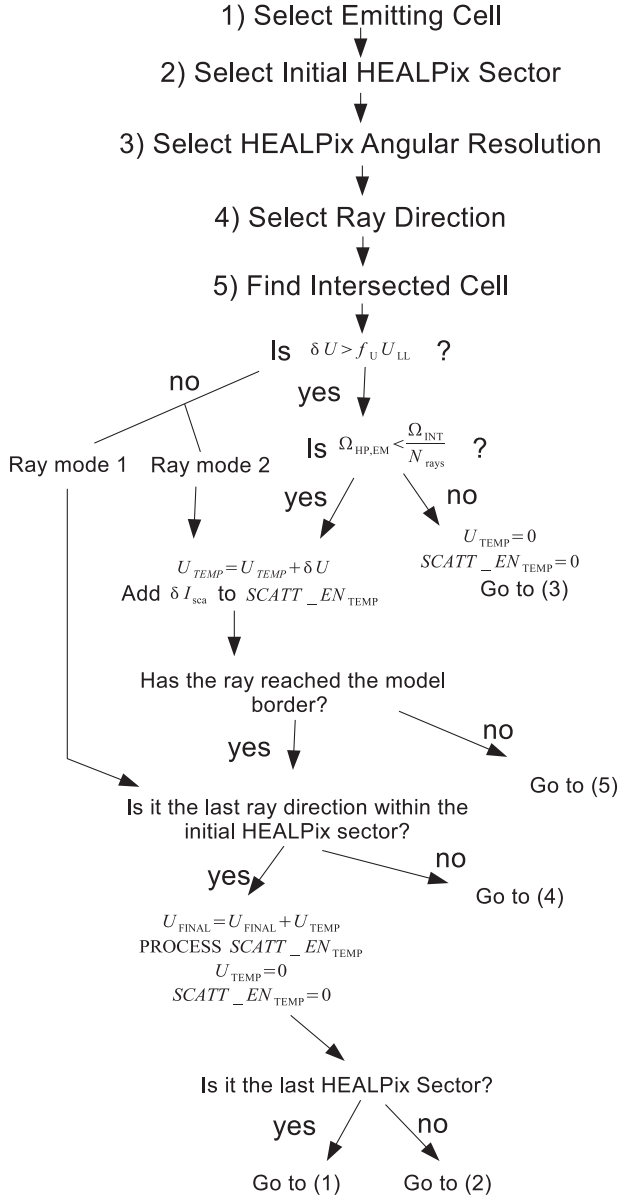 1) Select Emitting Cell
2) Select Initial HEALPix Sector
3) Select HEALPix Angular Resolution
4) Select Ray Direction
5) Find Intersected Cell
Is δU > f_U U_LL ?
no
yes
Ray mode 1
Ray mode 2
Is Ω_HP,EM < Ω_INT / N_rays ?
yes
no
U_TEMP = 0
SCATT_EN_TEMP = 0
Go to (3)
U_TEMP = U_TEMP + δU
Add δI_sca to SCATT_EN_TEMP
Has the ray reached the model
border?
yes
no
Go to (5)
Is it the last ray direction within the
initial HEALPix sector?
yes
no
Go to (4)
U_FINAL = U_FINAL + U_TEMP
PROCESS SCATT_EN_TEMP
U_TEMP = 0
SCATT_EN_TEMP = 0
Is it the last HEALPix Sector?
yes
no
Go to (1)
Go to (2)